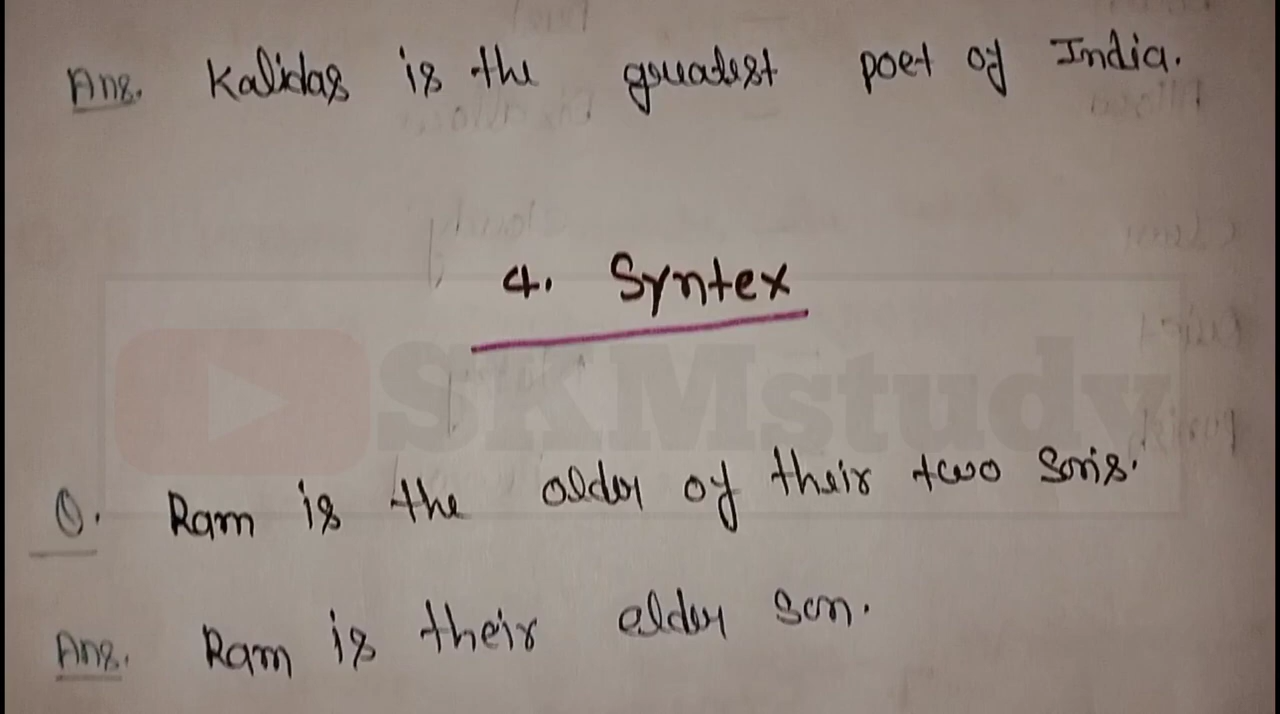 Ans. Kalidas is the greatest poet of India.
4. Syntex
SKMstudy
Q. Ram is the older of their two sons.
Ans. Ram is their elder son.